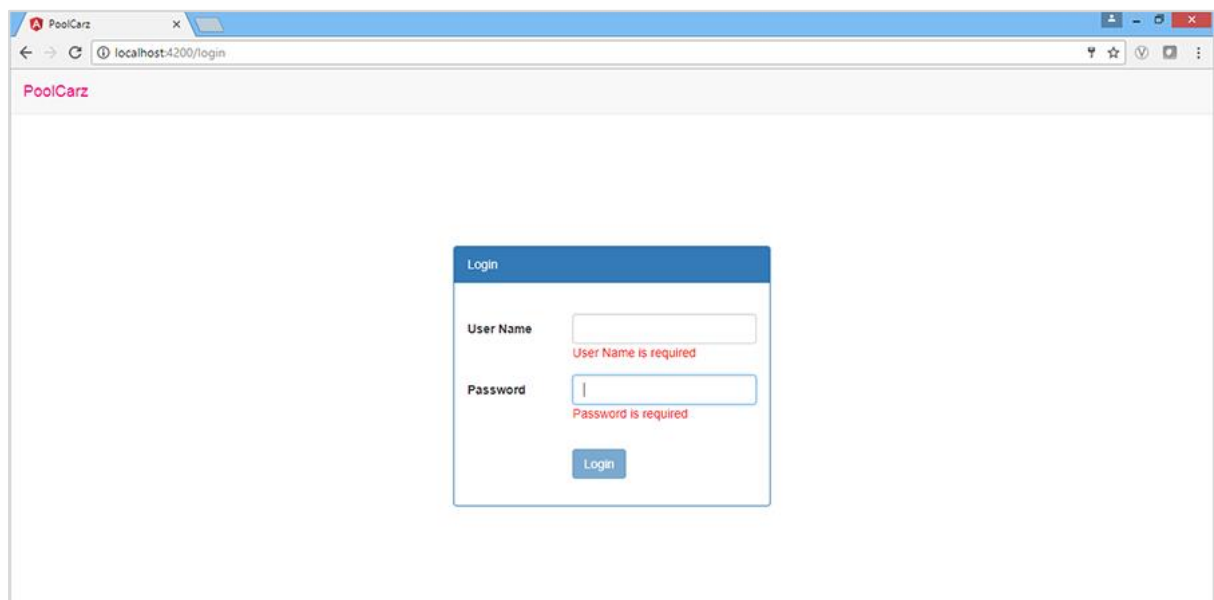 PoolCarz
localhost:4200/login
PoolCarz
Login
User Name
User Name is required
Password
Password is required
Login